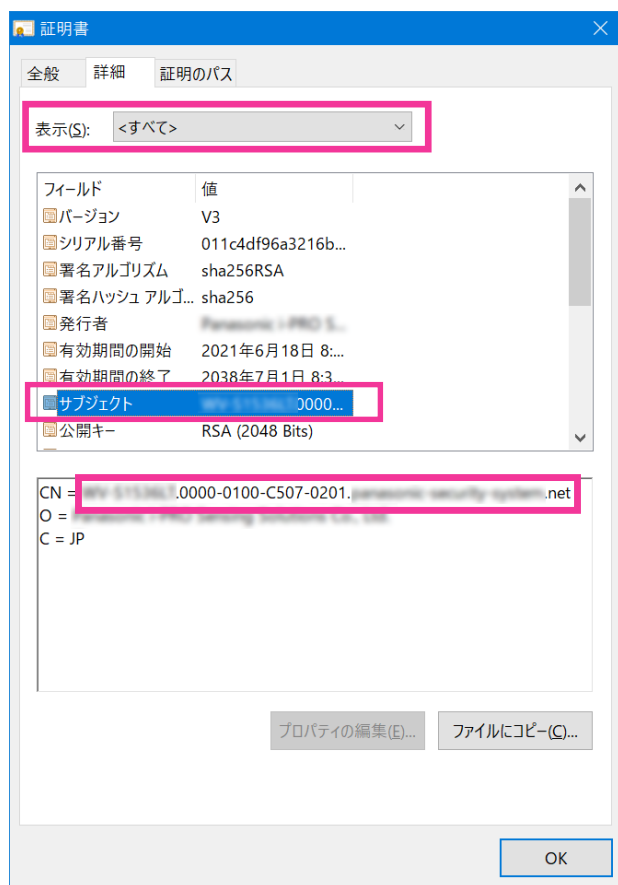 証明書
全般 詳細 証明のパス
表示(S): <すべて>
フィールド 値
バージョン V3
シリアル番号 011c4df96a3216b...
署名アルゴリズム sha256RSA
署名ハッシュ アルゴ... sha256
発行者
有効期間の開始 2021年6月18日 8:...
有効期間の終了 2038年7月1日 8:3...
サブジェクト 0000...
公開キー RSA (2048 Bits)
CN = .0000-0100-C507-0201. .net
O =
C = JP
プロパティの編集(E)... ファイルにコピー(C)...
OK